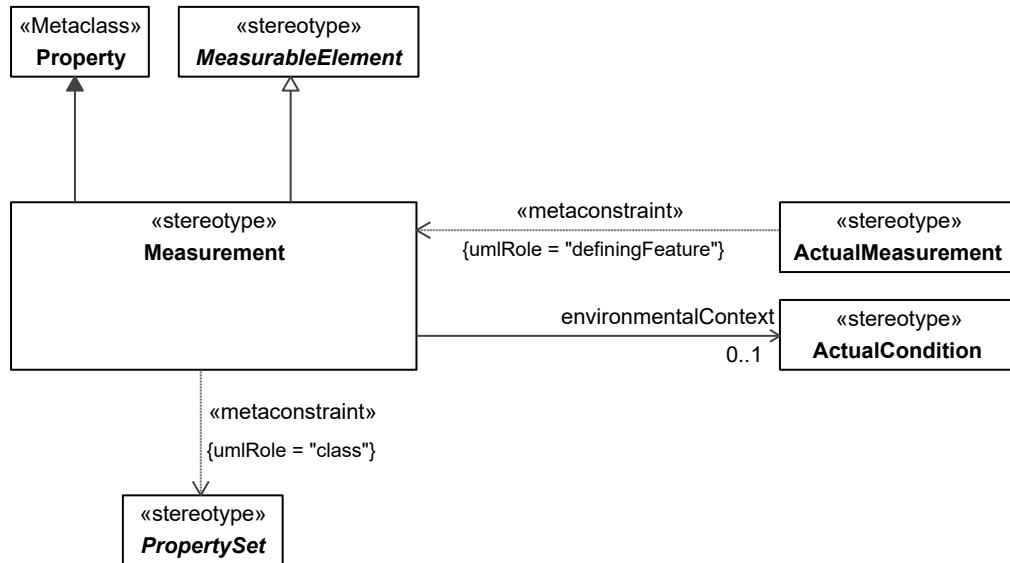 «Metaclass»
Property
«stereotype»
MeasurableElement
«stereotype»
Measurement
«metaconstraint»
{umlRole = "definingFeature"}
«stereotype»
ActualMeasurement
environmentalContext
0..1
«stereotype»
ActualCondition
«metaconstraint»
{umlRole = "class"}
«stereotype»
PropertySet